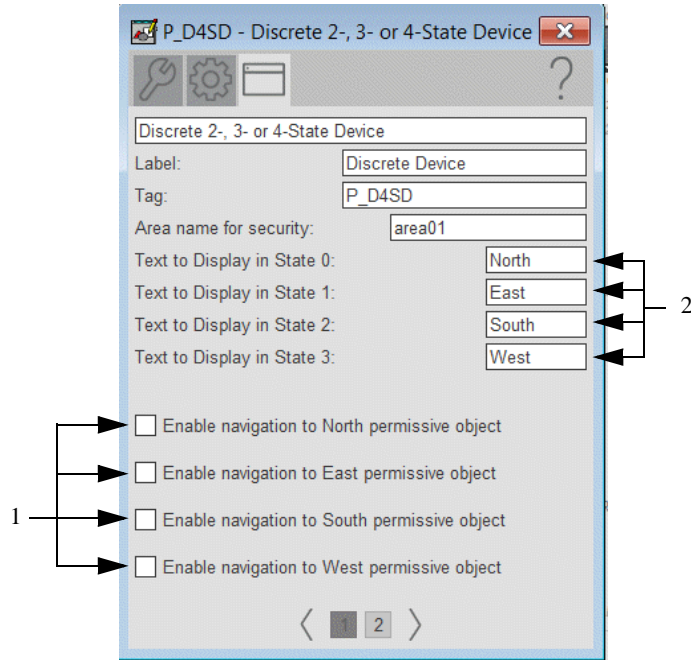 P_D4SD - Discrete 2-, 3- or 4-State Device
?
Discrete 2-, 3- or 4-State Device
Label: Discrete Device
Tag: P_D4SD
Area name for security: area01
Text to Display in State 0: North
Text to Display in State 1: East
2
Text to Display in State 2: South
Text to Display in State 3: West
Enable navigation to North permissive object
Enable navigation to East permissive object
1
Enable navigation to South permissive object
Enable navigation to West permissive object
1 2